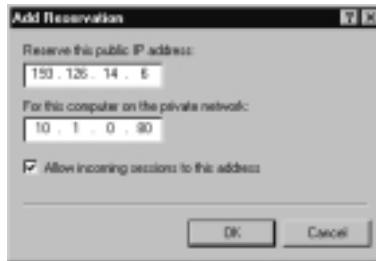 Add Reservation
Reserve this public IP address:
193 . 126 . 14 . 6
For this computer on the private network:
10 . 1 . 0 . 80
Allow incoming sessions to this address
OK
Cancel